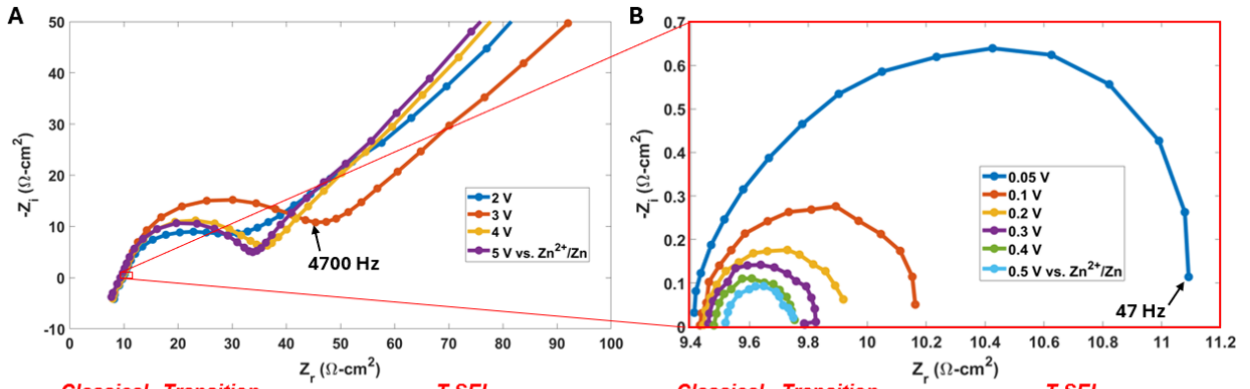 A
50
40
30
20
10
0
-10
-Zi (Ω-cm²)
0 10 20 30 40 50 60 70 80 90 100
Zr (Ω-cm²)
4700 Hz
2 V
3 V
4 V
5 V vs. Zn²⁺/Zn
B
0.7
0.6
0.5
0.4
0.3
0.2
0.1
0
-Zi (Ω-cm²)
9.4 9.6 9.8 10 10.2 10.4 10.6 10.8 11 11.2
Zr (Ω-cm²)
0.05 V
0.1 V
0.2 V
0.3 V
0.4 V
0.5 V vs. Zn²⁺/Zn
47 Hz
Classical Transition
Classical Transition